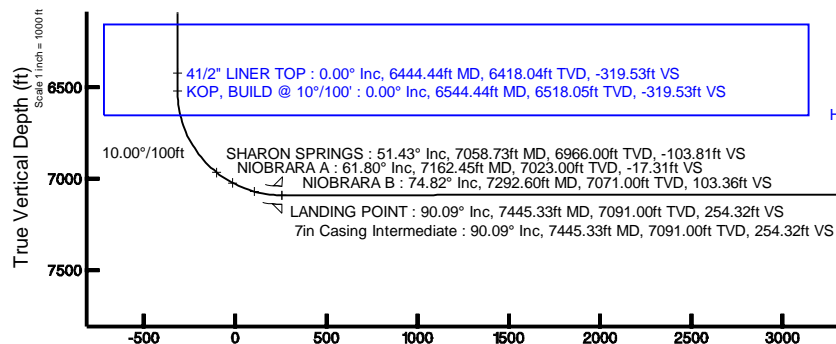 True Vertical Depth (ft)
Scale 1 inch = 1000 ft
6500
7000
7500
41/2" LINER TOP : 0.00° Inc, 6444.44ft MD, 6418.04ft TVD, -319.53ft VS
KOP, BUILD @ 10°/100' : 0.00° Inc, 6544.44ft MD, 6518.05ft TVD, -319.53ft VS
H
10.00°/100ft
SHARON SPRINGS : 51.43° Inc, 7058.73ft MD, 6966.00ft TVD, -103.81ft VS
NIOBRARA A : 61.80° Inc, 7162.45ft MD, 7023.00ft TVD, -17.31ft VS
NIOBRARA B : 74.82° Inc, 7292.60ft MD, 7071.00ft TVD, 103.36ft VS
LANDING POINT : 90.09° Inc, 7445.33ft MD, 7091.00ft TVD, 254.32ft VS
7in Casing Intermediate : 90.09° Inc, 7445.33ft MD, 7091.00ft TVD, 254.32ft VS
-500 0 500 1000 1500 2000 2500 3000